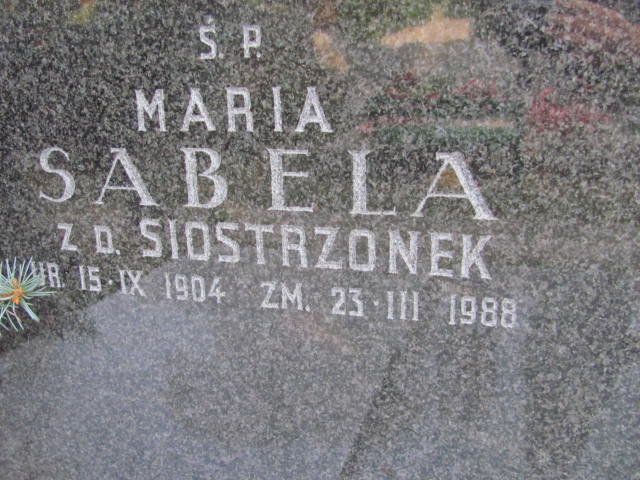 Ś. P.
MARIA
SABELA
Z D. SIOSTRZONEK
UR. 15·IX 1904 ZM. 23·III 1988